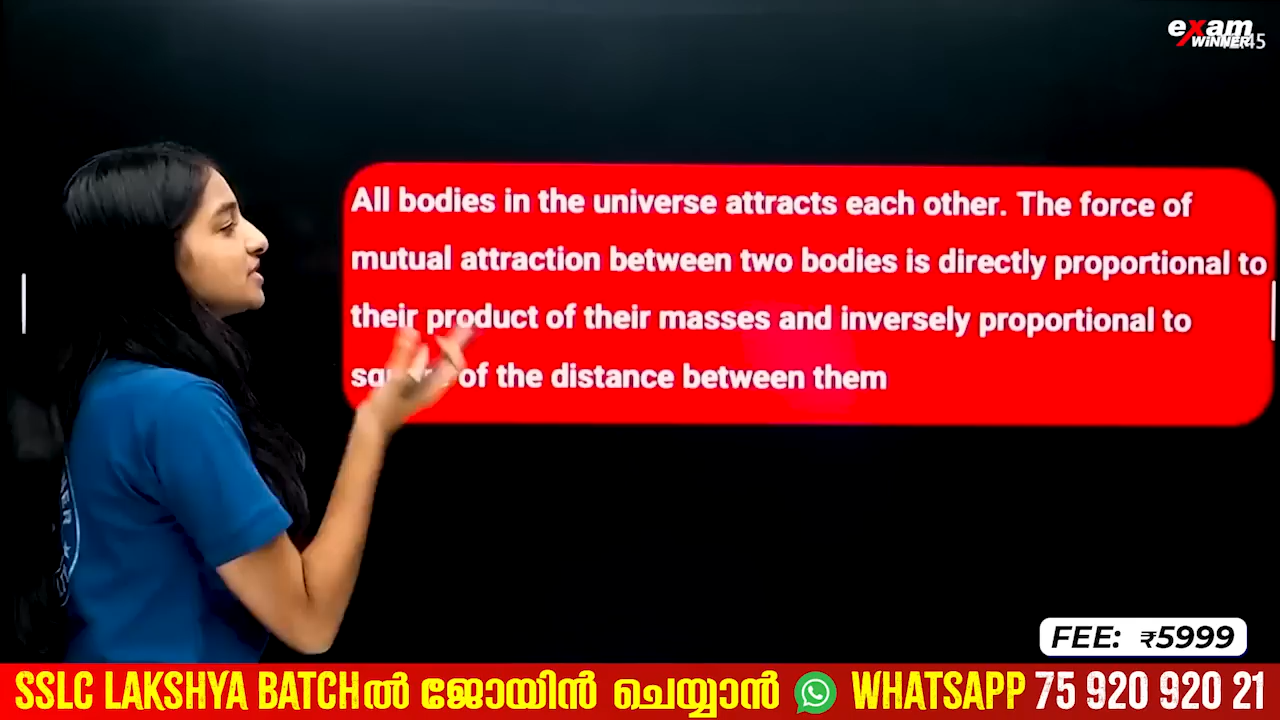 exam
WINNER
All bodies in the universe attracts each other. The force of
mutual attraction between two bodies is directly proportional to
their product of their masses and inversely proportional to
of the distance between them
FEE: ₹5999
SSLC LAKSHYA BATCHൽ ജോയിൻ ചെയ്യാൻ WHATSAPP 75 920 920 21